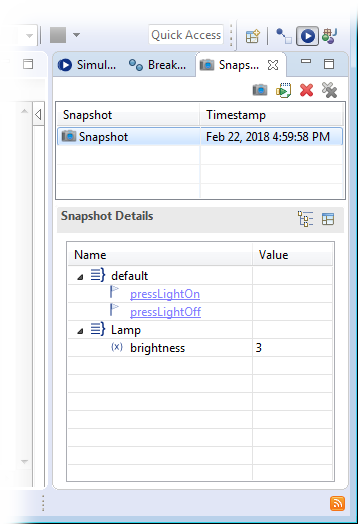 Quick Access
Simul... Break... Snaps...
Snapshot Timestamp
Snapshot Feb 22, 2018 4:59:58 PM
Snapshot Details
Name Value
default
pressLightOn
pressLightOff
Lamp
(x) brightness 3